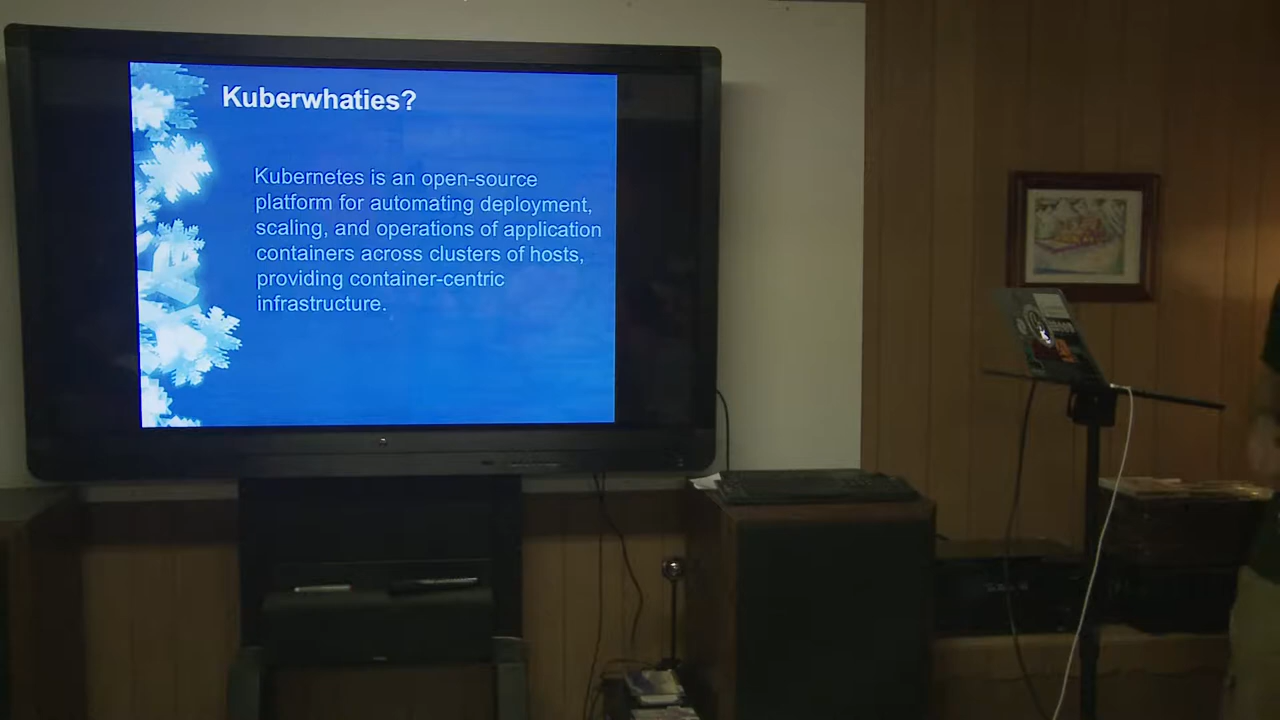 Kuberwhaties?
Kubernetes is an open-source
platform for automating deployment,
scaling, and operations of application
containers across clusters of hosts,
providing container-centric
infrastructure.